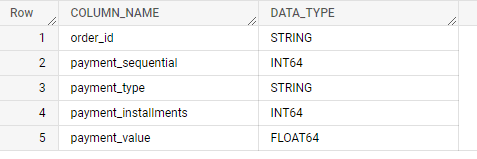 Row COLUMN_NAME DATA_TYPE
1 order_id STRING
2 payment_sequential INT64
3 payment_type STRING
4 payment_installments INT64
5 payment_value FLOAT64